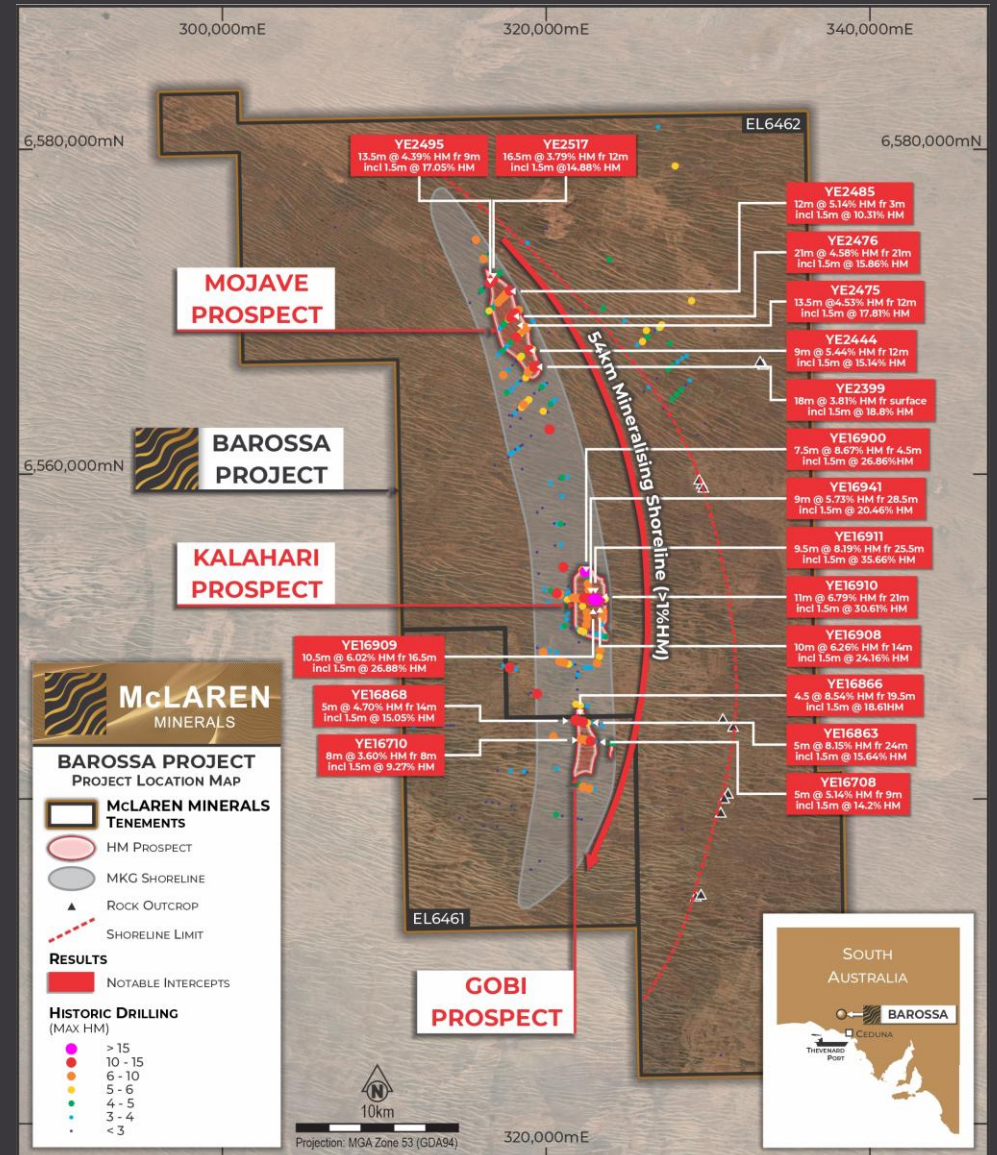 300,000mE
320,000mE
340,000mE
6,580,000mN
6,580,000mN
EL6462
YE2495
13.5m @ 4.39% HM fr 9m
incl 1.5m @ 17.05% HM
YE2517
16.5m @ 3.79% HM fr 12m
incl 1.5m @14.88% HM
YE2485
12m @ 5.14% HM fr 3m
incl 1.5m @ 10.31% HM
YE2476
21m @ 4.58% HM fr 21m
incl 1.5m @ 15.86% HM
YE2475
13.5m @4.53% HM fr 12m
incl 1.5m @ 17.81% HM
YE2444
9m @ 5.44% HM fr 12m
incl 1.5m @ 15.14% HM
YE2399
18m @ 3.81% HM fr surface
incl 1.5m @ 18.8% HM
MOJAVE
PROSPECT
54km Mineralising Shoreline (>1%HM)
6,560,000mN
BAROSSA
PROJECT
YE16900
7.5m @ 8.67% HM fr 4.5m
incl 1.5m @ 26.86%HM
YE16941
9m @ 5.73% HM fr 28.5m
incl 1.5m @ 20.46% HM
YE16911
9.5m @ 8.19% HM fr 25.5m
incl 1.5m @ 35.66% HM
YE16910
11m @ 6.79% HM fr 21m
incl 1.5m @ 30.61% HM
YE16908
10m @ 6.26% HM fr 14m
incl 1.5m @ 24.16% HM
KALAHARI
PROSPECT
YE16909
10.5m @ 6.02% HM fr 16.5m
incl 1.5m @ 26.88% HM
YE16868
5m @ 4.70% HM fr 14m
incl 1.5m @ 15.05% HM
YE16710
8m @ 3.60% HM fr 8m
incl 1.5m @ 9.27% HM
YE16866
4.5 @ 8.54% HM fr 19.5m
incl 1.5m @ 18.61HM
YE16863
5m @ 8.15% HM fr 24m
incl 1.5m @ 15.64% HM
YE16708
5m @ 5.14% HM fr 9m
incl 1.5m @ 14.2% HM
EL6461
GOBI
PROSPECT
McLAREN
MINERALS
BAROSSA PROJECT
PROJECT LOCATION MAP
McLAREN MINERALS
TENEMENTS
HM PROSPECT
MKG SHORELINE
ROCK OUTCROP
SHORELINE LIMIT
RESULTS
NOTABLE INTERCEPTS
HISTORIC DRILLING
(MAX HM)
> 15
10 - 15
6 - 10
5 - 6
4 - 5
3 - 4
< 3
N
10km
Projection: MGA Zone 53 (GDA94)
320,000mE
SOUTH
AUSTRALIA
BAROSSA
CEDUNA
THEVENARD
PORT